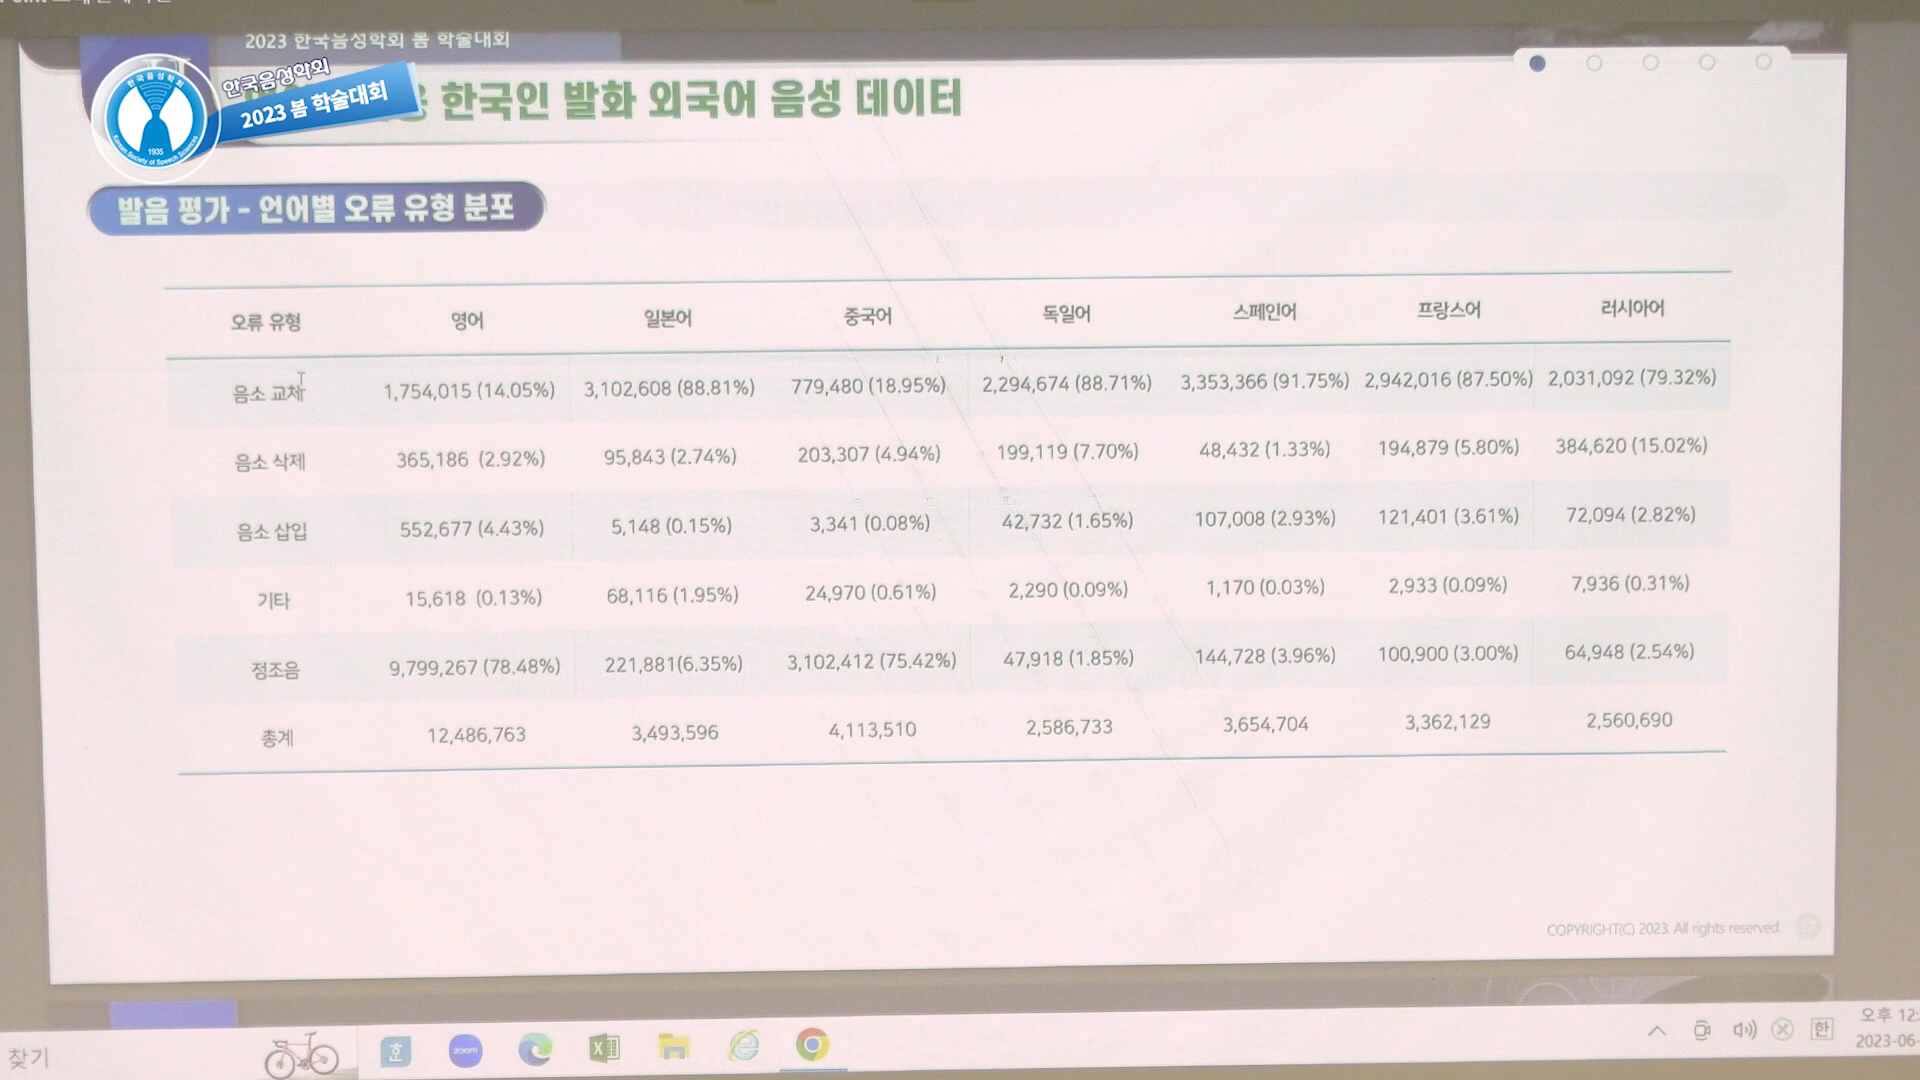 2023 한국음성학회 봄 학술대회
한국음성학회
2023 봄 학술대회
한국음성학회
1935
Korean Society of Speech Sciences
한국인 발화 외국어 음성 데이터
발음 평가 - 언어별 오류 유형 분포
오류 유형 영어 일본어 중국어 독일어 스페인어 프랑스어 러시아어
음소 교체 1,754,015 (14.05%) 3,102,608 (88.81%) 779,480 (18.95%) 2,294,674 (88.71%) 3,353,366 (91.75%) 2,942,016 (87.50%) 2,031,092 (79.32%)
음소 삭제 365,186 (2.92%) 95,843 (2.74%) 203,307 (4.94%) 199,119 (7.70%) 48,432 (1.33%) 194,879 (5.80%) 384,620 (15.02%)
음소 삽입 552,677 (4.43%) 5,148 (0.15%) 3,341 (0.08%) 42,732 (1.65%) 107,008 (2.93%) 121,401 (3.61%) 72,094 (2.82%)
기타 15,618 (0.13%) 68,116 (1.95%) 24,970 (0.61%) 2,290 (0.09%) 1,170 (0.03%) 2,933 (0.09%) 7,936 (0.31%)
정조음 9,799,267 (78.48%) 221,881(6.35%) 3,102,412 (75.42%) 47,918 (1.85%) 144,728 (3.96%) 100,900 (3.00%) 64,948 (2.54%)
총계 12,486,763 3,493,596 4,113,510 2,586,733 3,654,704 3,362,129 2,560,690
COPYRIGHT(C) 2023. All rights reserved.
찾기
zoom
한
오후 12:
2023-06-